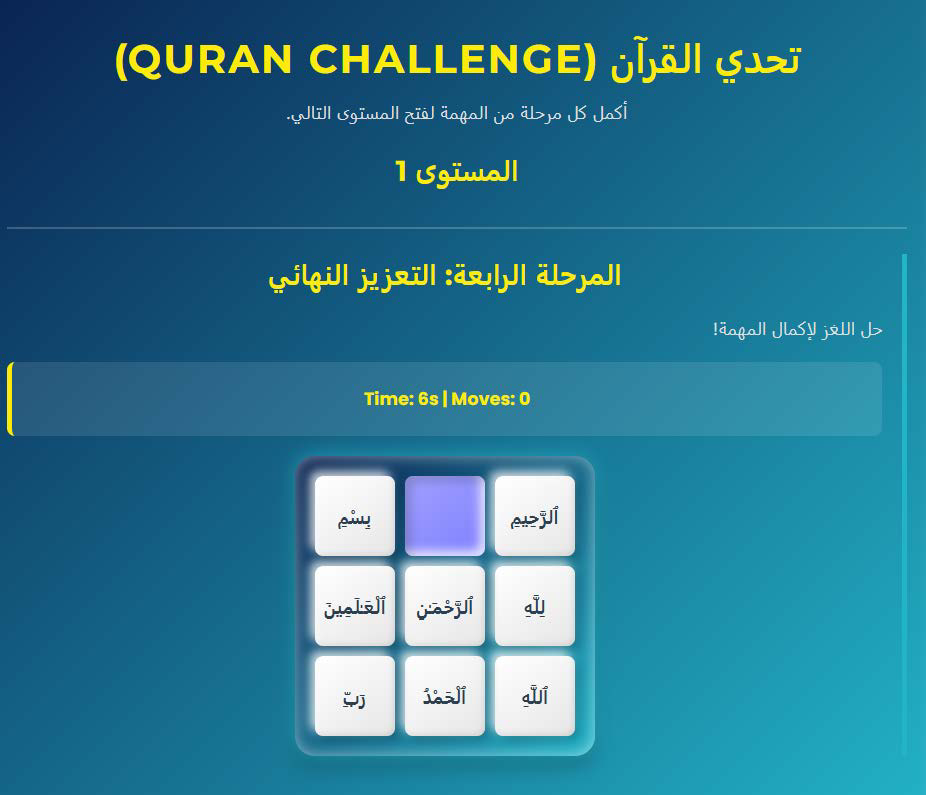 تحدي القرآن (QURAN CHALLENGE)
أكمل كل مرحلة من المهمة لفتح المستوى التالي.
المستوى 1
المرحلة الرابعة: التعزيز النهائي
حل اللغز لإكمال المهمة!
Time: 6s | Moves: 0
ٱلرَّحِيمِ بِسْمِ
لِلَّهِ ٱلرَّحْمَـٰنِ ٱلْعَـٰلَمِينَ
ٱللَّهِ ٱلْحَمْدُ رَبِّ